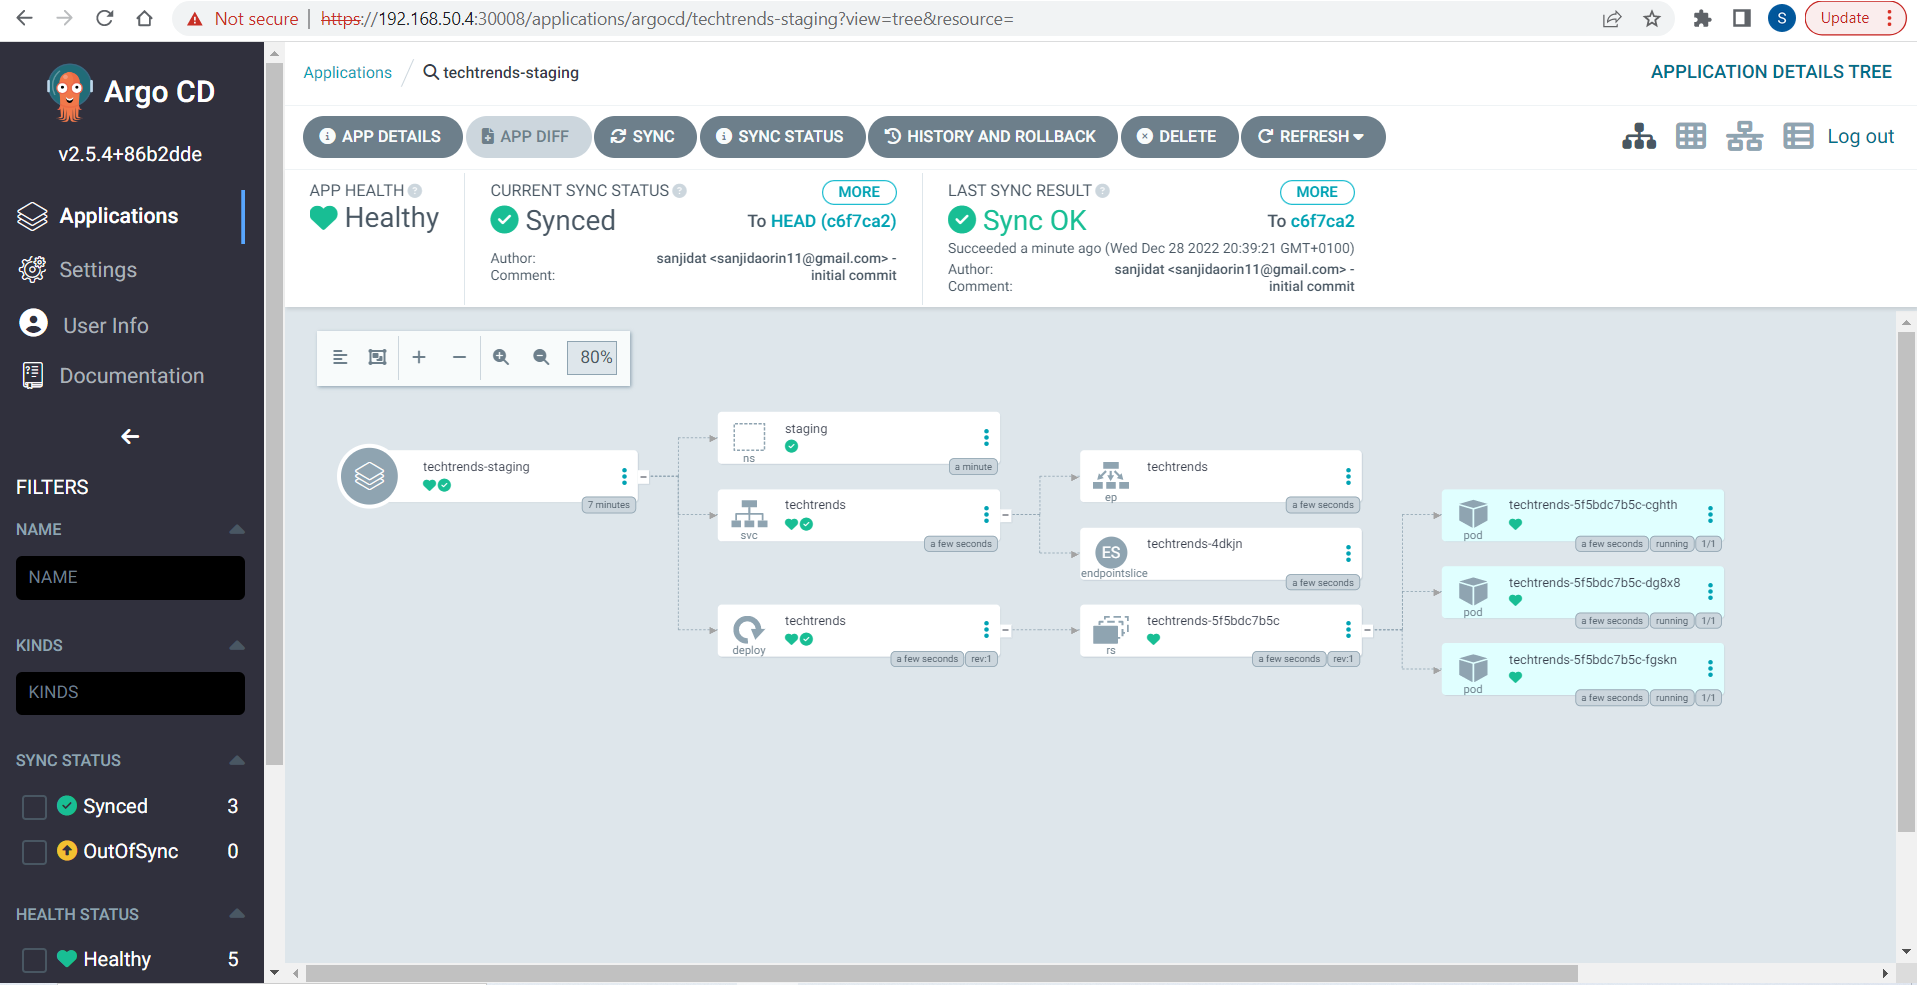 Not secure | https://192.168.50.4:30008/applications/argocd/techtrends-staging?view=tree&resource=
S
Update
Argo CD
v2.5.4+86b2dde
Applications
Settings
User Info
Documentation
FILTERS
NAME
NAME
KINDS
KINDS
SYNC STATUS
Synced 3
OutOfSync 0
HEALTH STATUS
Healthy 5
Applications / techtrends-staging
APPLICATION DETAILS TREE
APP DETAILS
APP DIFF
SYNC
SYNC STATUS
HISTORY AND ROLLBACK
DELETE
REFRESH
Log out
APP HEALTH
Healthy
CURRENT SYNC STATUS
MORE
Synced
To HEAD (c6f7ca2)
Author: sanjidat <sanjidaorin11@gmail.com> -
Comment: initial commit
LAST SYNC RESULT
MORE
Sync OK
To c6f7ca2
Succeeded a minute ago (Wed Dec 28 2022 20:39:21 GMT+0100)
Author: sanjidat <sanjidaorin11@gmail.com> -
Comment: initial commit
80%
techtrends-staging
7 minutes
staging
ns
a minute
techtrends
svc
a few seconds
techtrends
deploy
a few seconds
rev:1
techtrends
ep
a few seconds
ES
techtrends-4dkjn
endpointslice
a few seconds
techtrends-5f5bdc7b5c
rs
a few seconds
rev:1
techtrends-5f5bdc7b5c-cghth
pod
a few seconds
running
1/1
techtrends-5f5bdc7b5c-dg8x8
pod
a few seconds
running
1/1
techtrends-5f5bdc7b5c-fgskn
pod
a few seconds
running
1/1